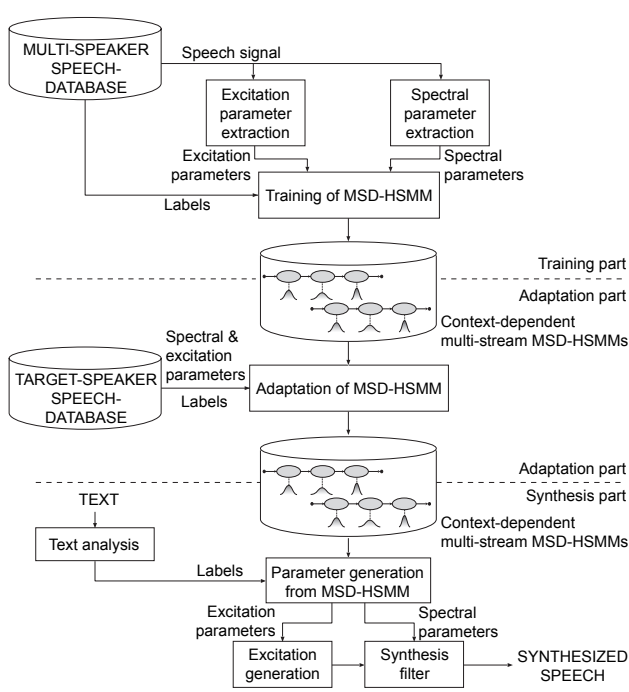 MULTI-SPEAKER
SPEECH-
DATABASE
Speech signal
Excitation
parameter
extraction
Spectral
parameter
extraction
Excitation
parameters
Spectral
parameters
Labels
Training of MSD-HSMM
Training part
Adaptation part
Context-dependent
multi-stream MSD-HSMMs
Spectral &
excitation
parameters
Labels
TARGET-SPEAKER
SPEECH-
DATABASE
Adaptation of MSD-HSMM
Adaptation part
Synthesis part
Context-dependent
multi-stream MSD-HSMMs
TEXT
Text analysis
Labels
Parameter generation
from MSD-HSMM
Excitation
parameters
Spectral
parameters
Excitation
generation
Synthesis
filter
SYNTHESIZED
SPEECH